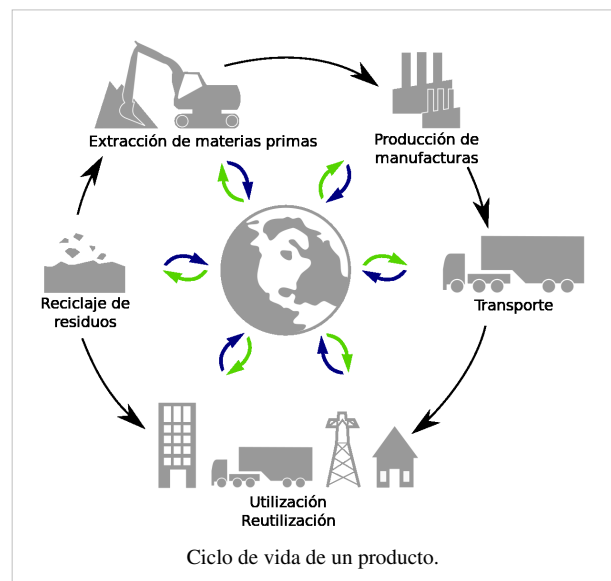 Extracción de materias primas
Producción de
manufacturas
Reciclaje de
residuos
Transporte
Utilización
Reutilización
Ciclo de vida de un producto.